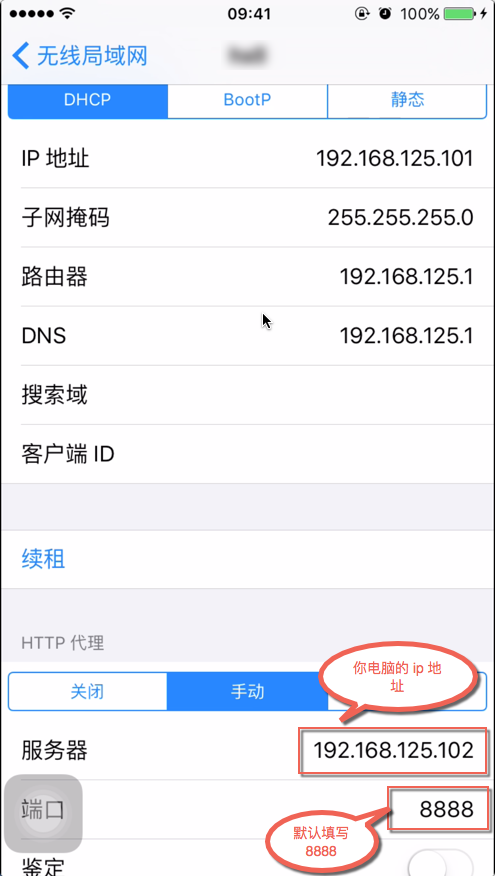 09:41 100%
无线局域网
DHCP BootP 静态
IP 地址 192.168.125.101
子网掩码 255.255.255.0
路由器 192.168.125.1
DNS 192.168.125.1
搜索域
客户端 ID
续租
HTTP 代理
你电脑的 ip 地
址
关闭 手动
服务器 192.168.125.102
端口 8888
默认填写
8888
鉴定